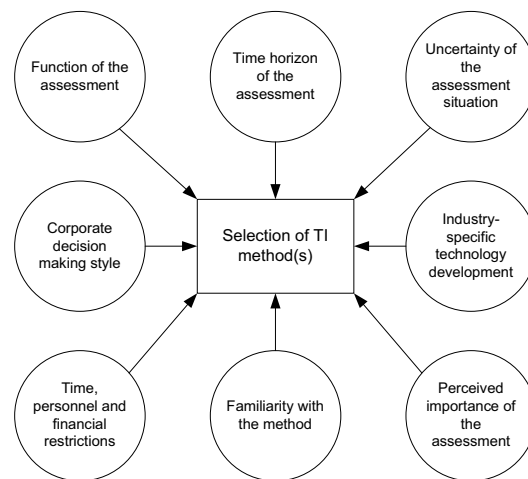 Function of the
assessment
Time horizon
of the
assessment
Uncertainty of
the
assessment
situation
Corporate
decision
making style
Selection of TI
method(s)
Industry-
specific
technology
development
Time,
personnel and
financial
restrictions
Familiarity with
the method
Perceived
importance of
the
assessment